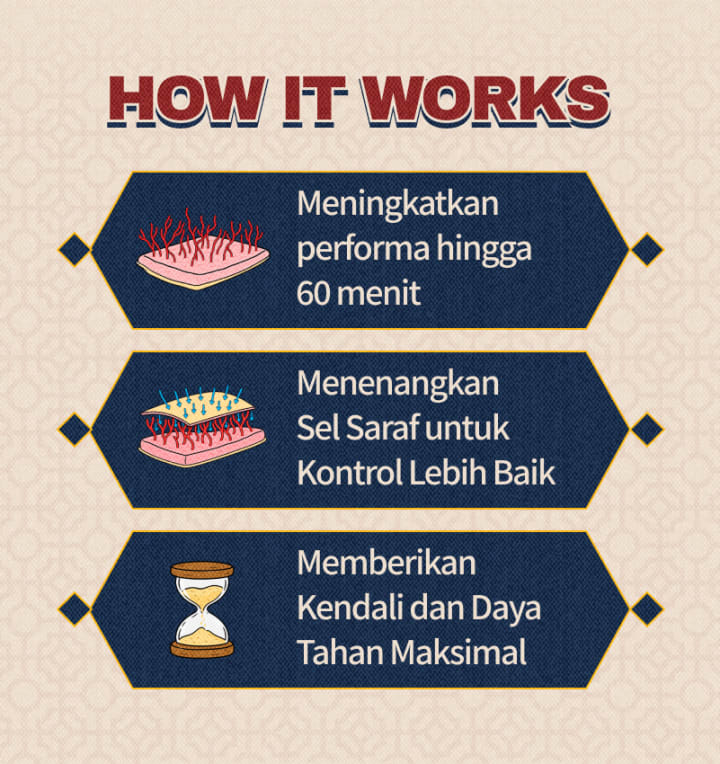 HOW IT WORKS
Meningkatkan
performa hingga
60 menit
Menenangkan
Sel Saraf untuk
Kontrol Lebih Baik
Memberikan
Kendali dan Daya
Tahan Maksimal